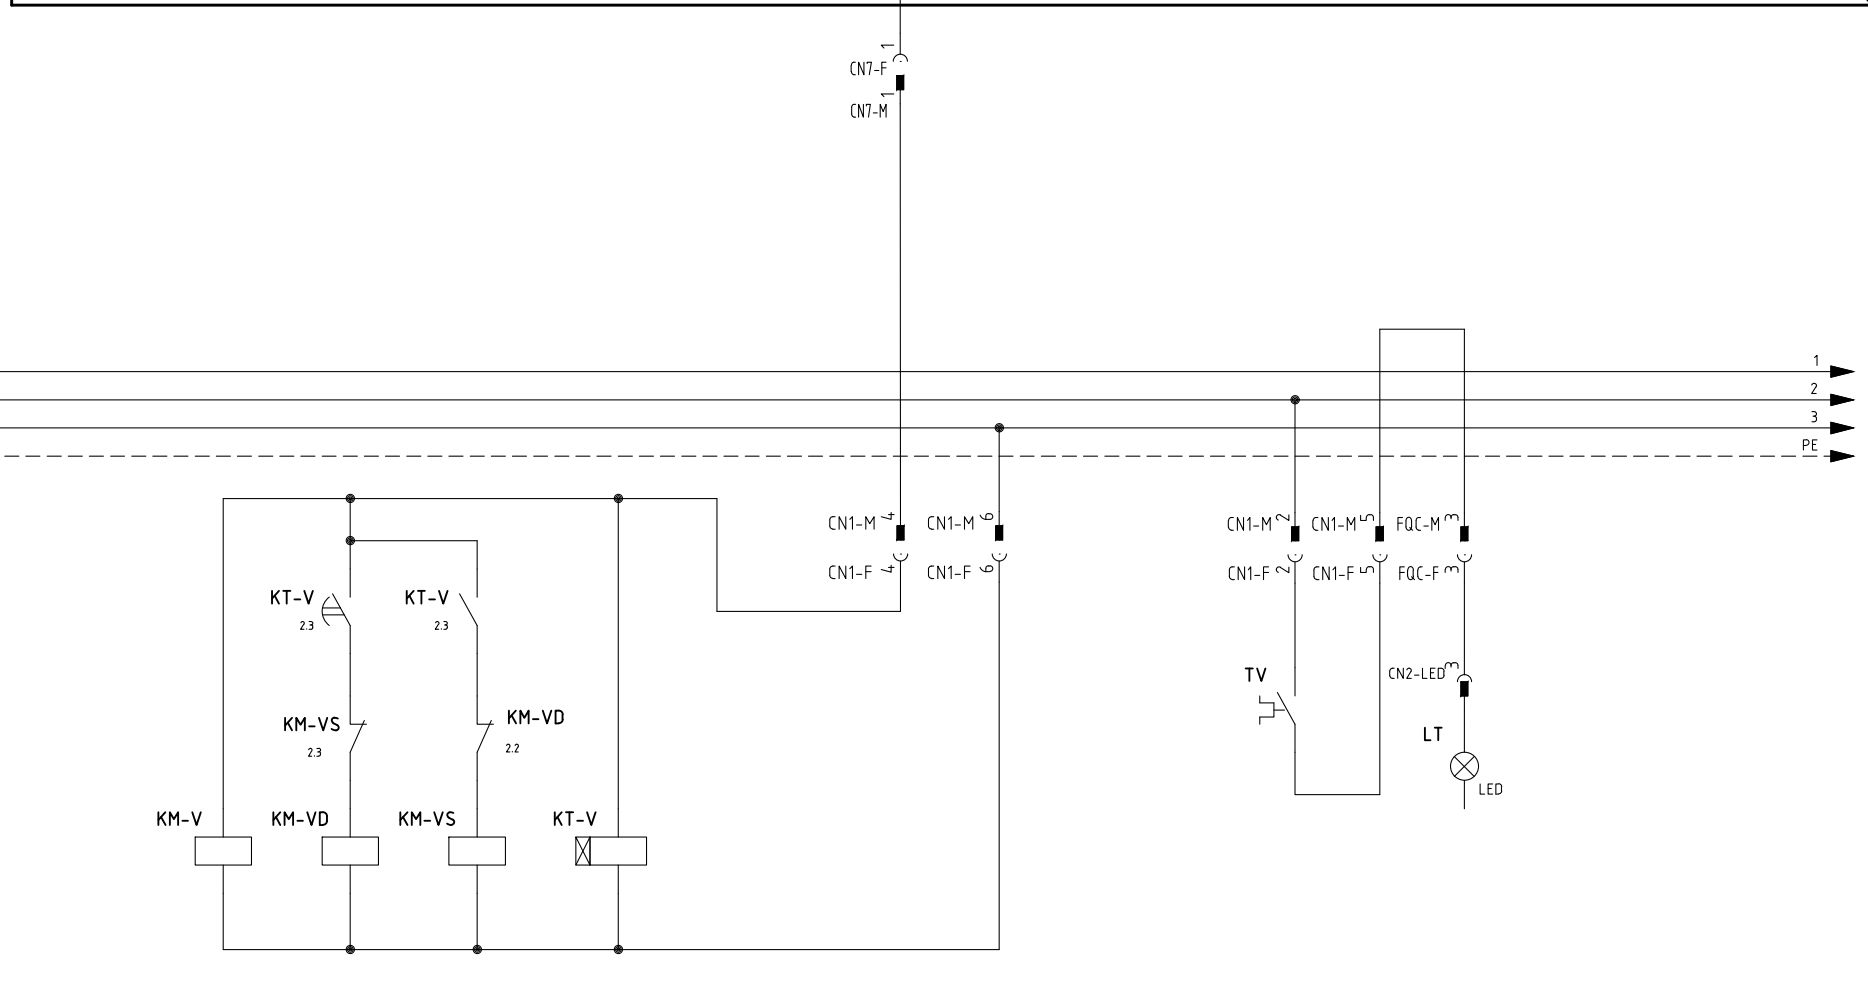 1
CN7-F
1
CN7-M
1
2
3
PE
CN1-M 4
CN1-M 6
CN1-M 2
CN1-M 5
FQC-M 3
CN1-F 4
CN1-F 6
CN1-F 2
CN1-F 5
FQC-F 3
KT-V
2.3
KT-V
2.3
TV
CN2-LED 3
KM-VS
2.3
KM-VD
2.2
LT
LED
KM-V
KM-VD
KM-VS
KT-V